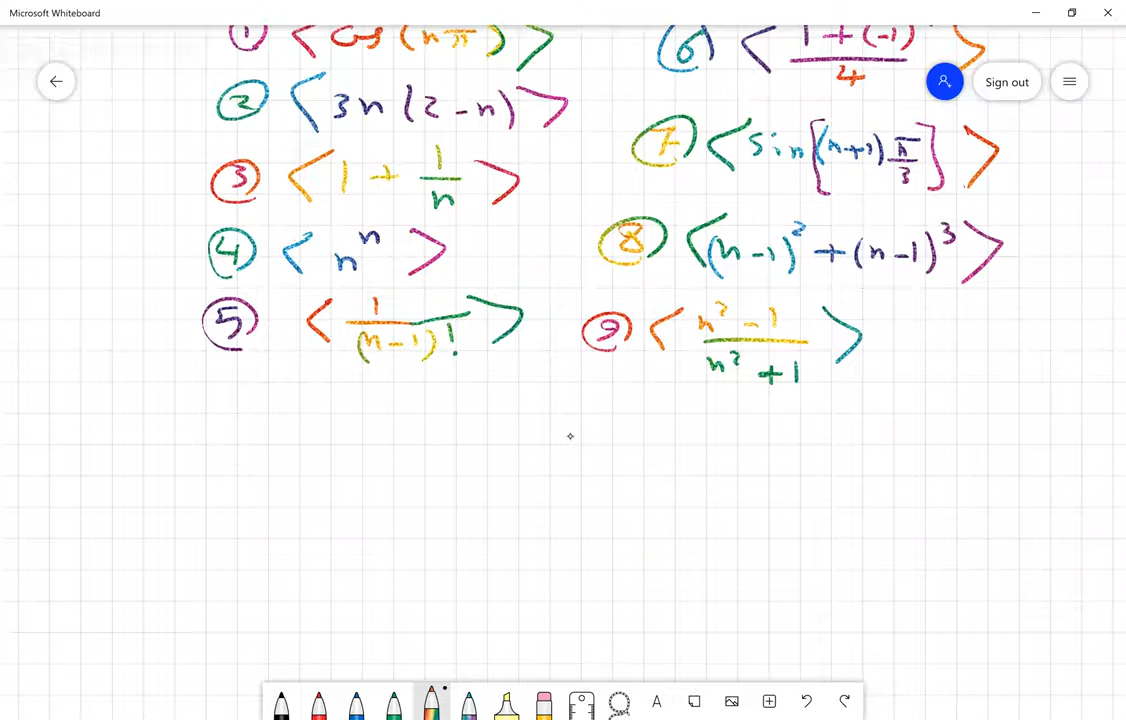 Microsoft Whiteboard
Sign out
① < cos (nπ) >
② < 3n (2 - n) >
③ < 1 + 1/n >
④ < n^n >
⑤ < 1/(n-1)! >
⑥ < 1 + (-1) / 4 >
⑦ < sin [(n+1) π/3] >
⑧ < (n-1)² + (n-1)³ >
⑨ < n² - 1 / n² + 1 >
A